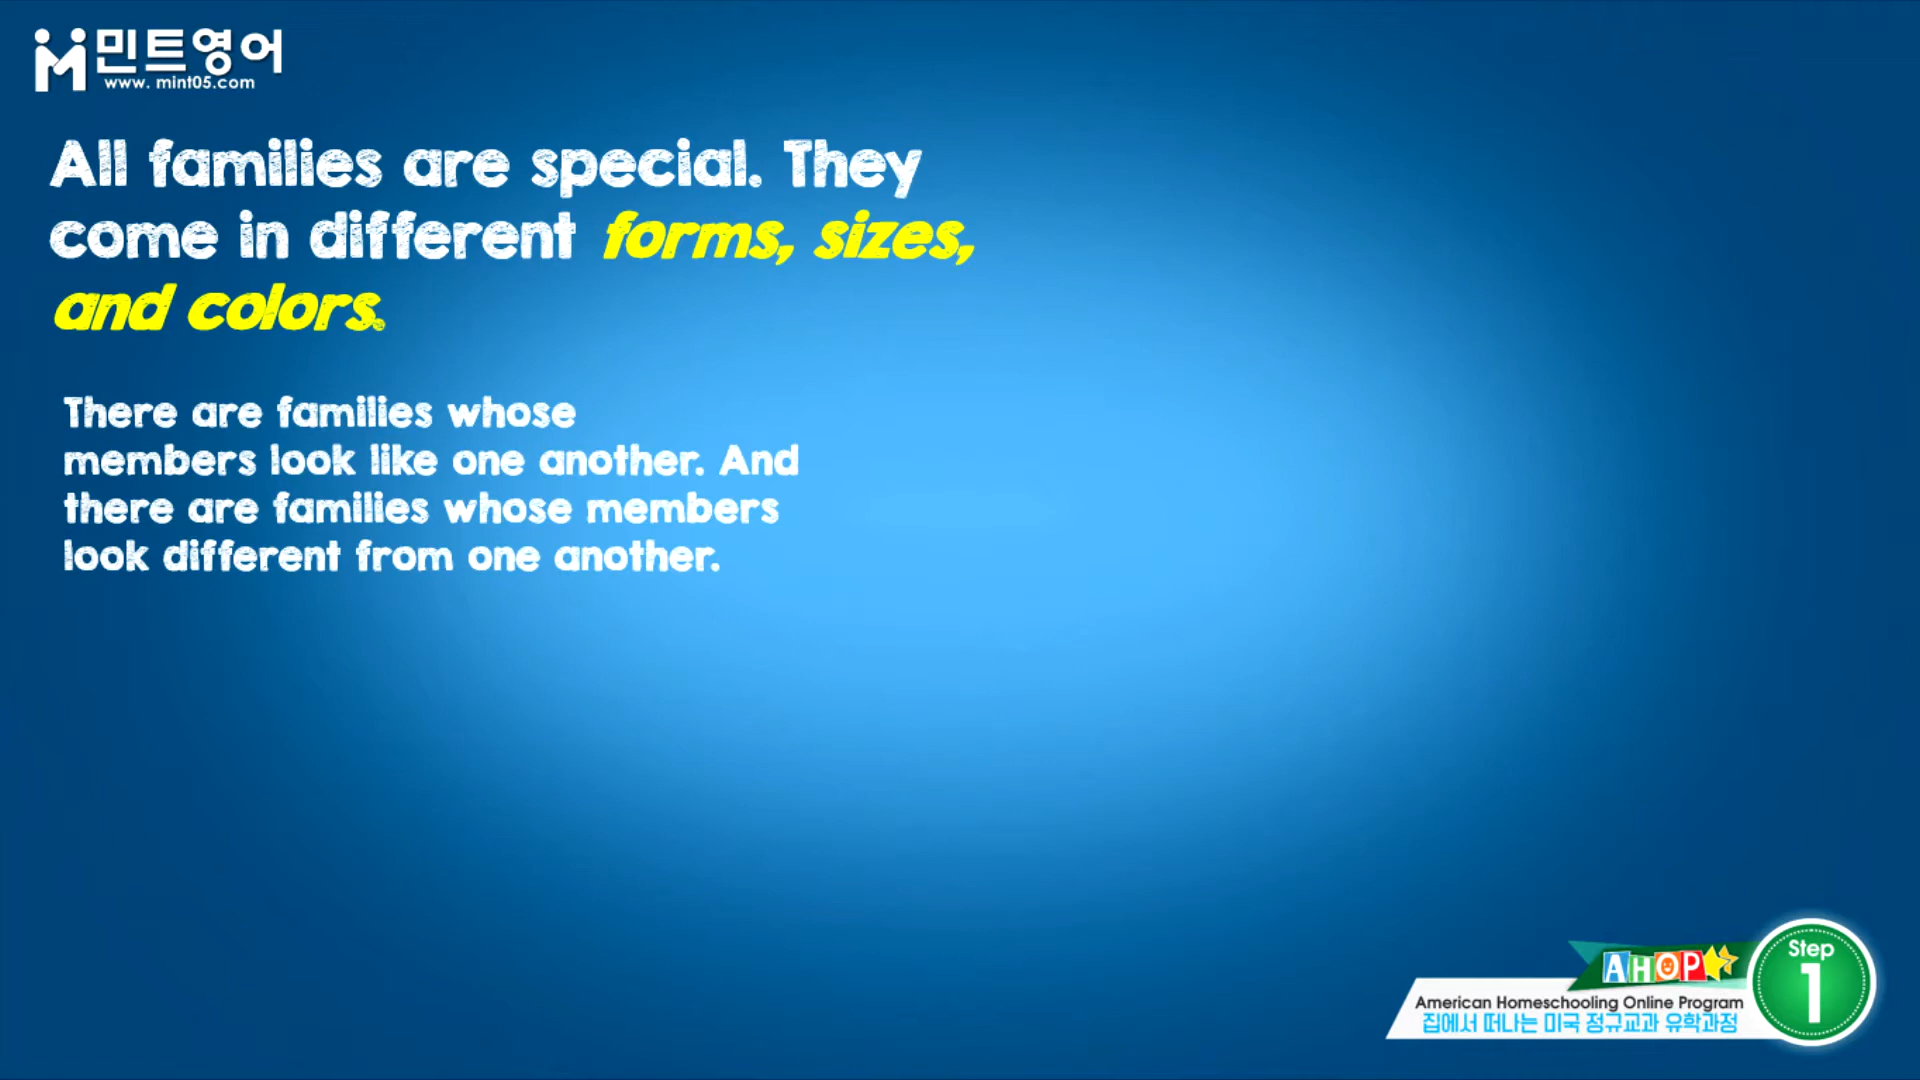 민트영어
www. mint05.com
All families are special. They
come in different forms, sizes,
and colors.
There are families whose
members look like one another. And
there are families whose members
look different from one another.
AHOP
Step
1
American Homeschooling Online Program
집에서 떠나는 미국 정규교과 유학과정